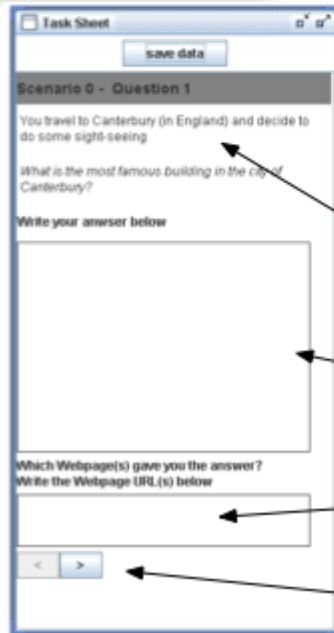 Task Sheet
save data
Scenario 0 - Question 1
You travel to Canterbury (in England) and decide to
do some sight-seeing
What is the most famous building in the city of
Canterbury?
Write your anwser below
Which Webpage(s) gave you the answer?
Write the Webpage URL(s) below
< >